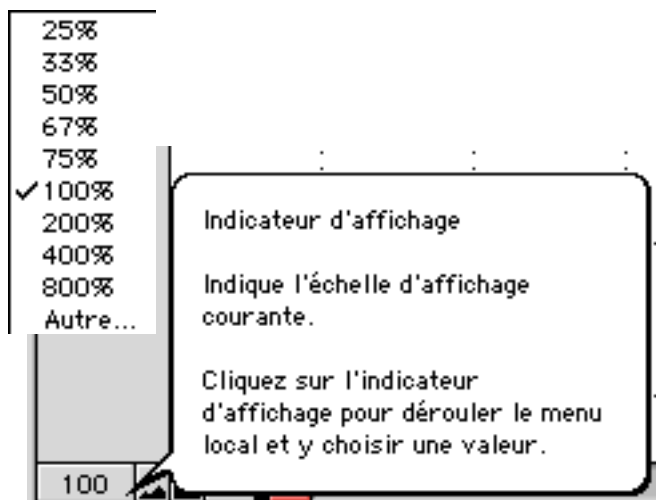 25%
33%
50%
67%
75%
✓100%
200%
400%
800%
Autre...
Indicateur d'affichage
Indique l'échelle d'affichage
courante.
Cliquez sur l'indicateur
d'affichage pour dérouler le menu
local et y choisir une valeur.
100